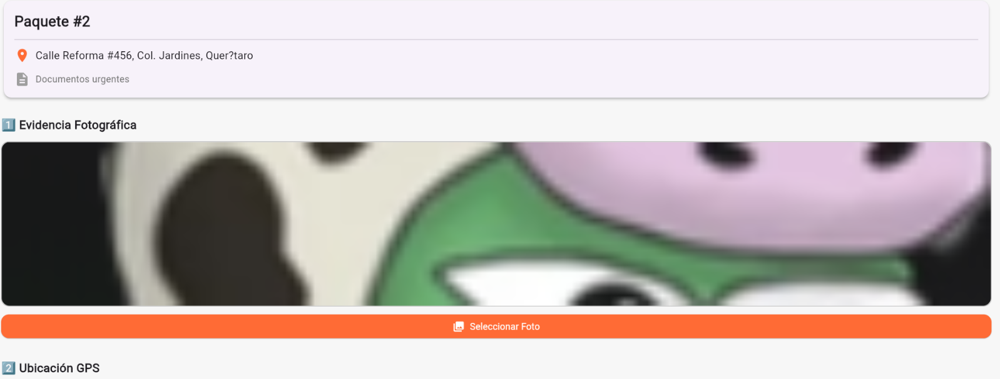 Paquete #2
Calle Reforma #456, Col. Jardines, Quer?taro
Documentos urgentes
1️⃣ Evidencia Fotográfica
Seleccionar Foto
2️⃣ Ubicación GPS